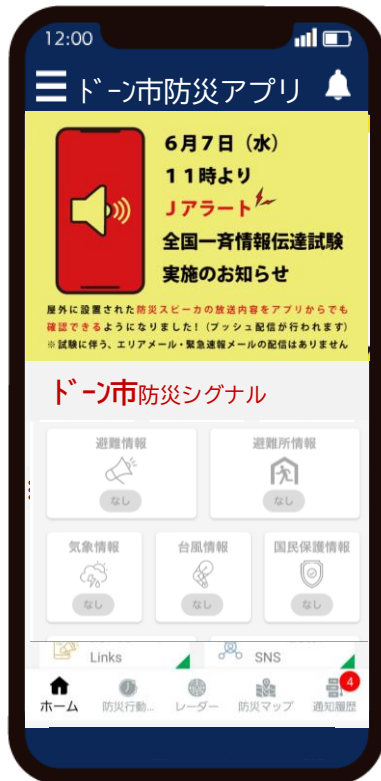 12:00
ドーン市防災アプリ
6月7日（水）
11時より
Jアラート
全国一斉情報伝達試験
実施のお知らせ
屋外に設置された防災スピーカの放送内容をアプリからでも
確認できるようになりました！（プッシュ配信が行われます）
※試験に伴う、エリアメール・緊急速報メールの配信はありません
ドーン市防災シグナル
避難情報 避難所情報
なし なし
気象情報 台風情報 国民保護情報
なし なし なし
Links SNS
4
ホーム 防災行動... レーダー 防災マップ 通知履歴